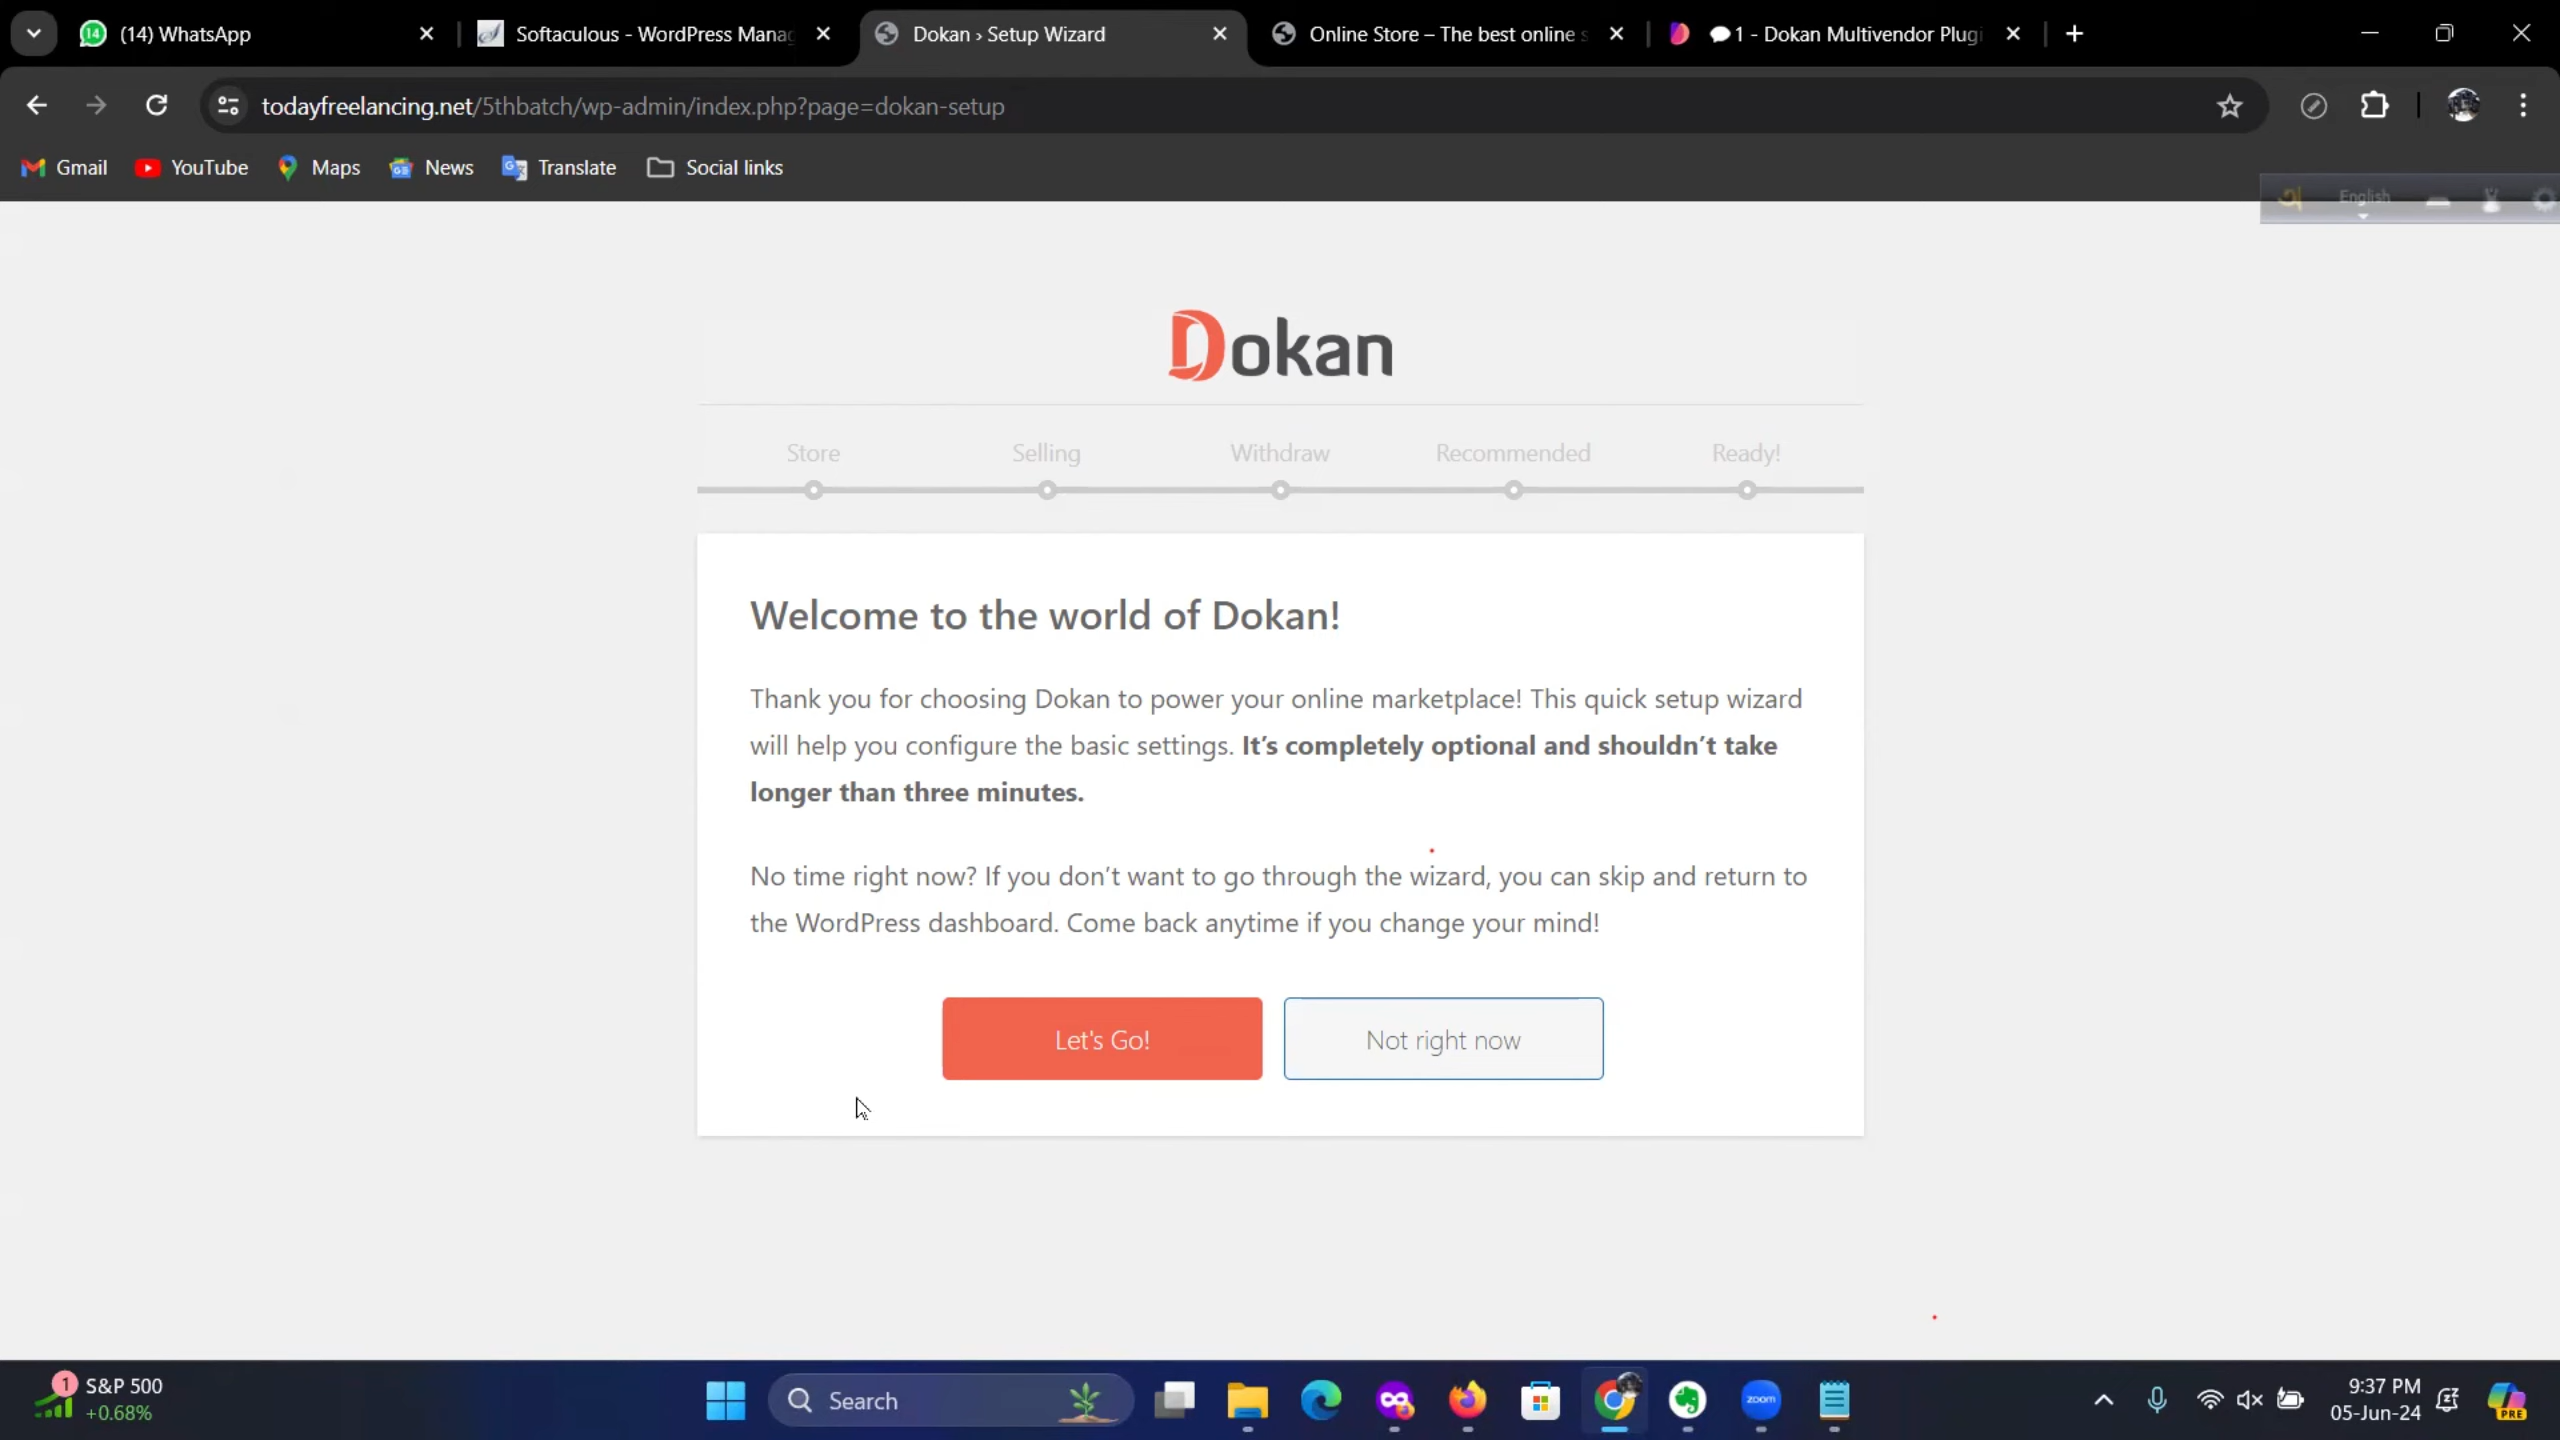 (14) WhatsApp
Softaculous - WordPress Manag
Dokan › Setup Wizard
Online Store – The best online s
1 - Dokan Multivendor Plugi
todayfreelancing.net/5thbatch/wp-admin/index.php?page=dokan-setup
Gmail
YouTube
Maps
News
Translate
Social links
English
Dokan
Store
Selling
Withdraw
Recommended
Ready!
Welcome to the world of Dokan!
Thank you for choosing Dokan to power your online marketplace! This quick setup wizard
will help you configure the basic settings. It’s completely optional and shouldn’t take
longer than three minutes.
No time right now? If you don’t want to go through the wizard, you can skip and return to
the WordPress dashboard. Come back anytime if you change your mind!
Let's Go!
Not right now
1
S&P 500
+0.68%
Search
zoom
9:37 PM
05-Jun-24
PRE